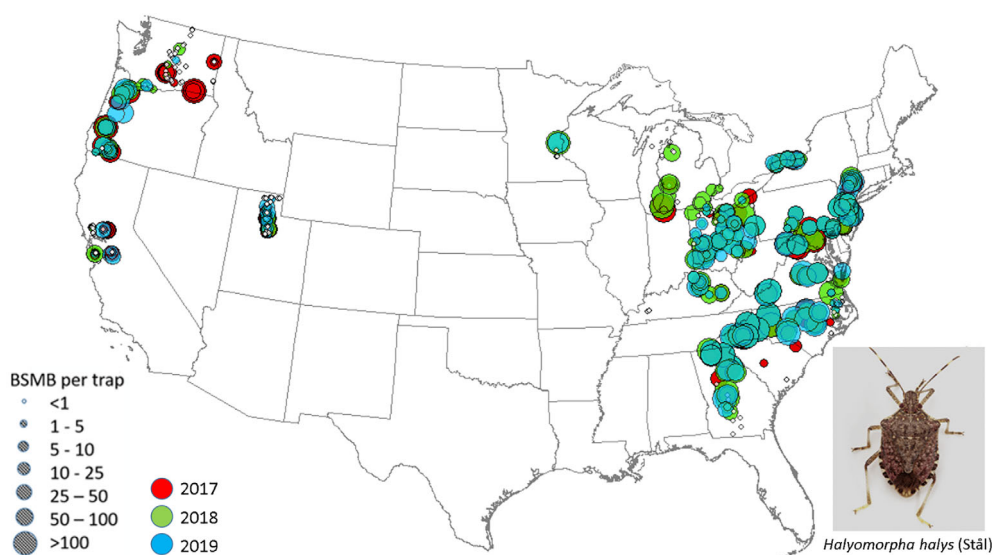 BSMB per trap
<1
1 - 5
5 - 10
10 - 25
25 – 50
50 – 100
>100
2017
2018
2019
Halyomorpha halys (Stål)